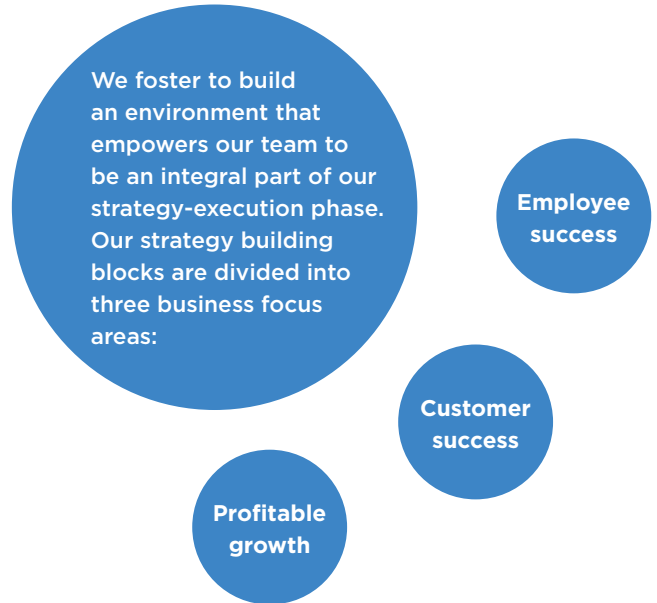 We foster to build
an environment that
empowers our team to
be an integral part of our
strategy-execution phase.
Our strategy building
blocks are divided into
three business focus
areas:
Employee
success
Customer
success
Profitable
growth